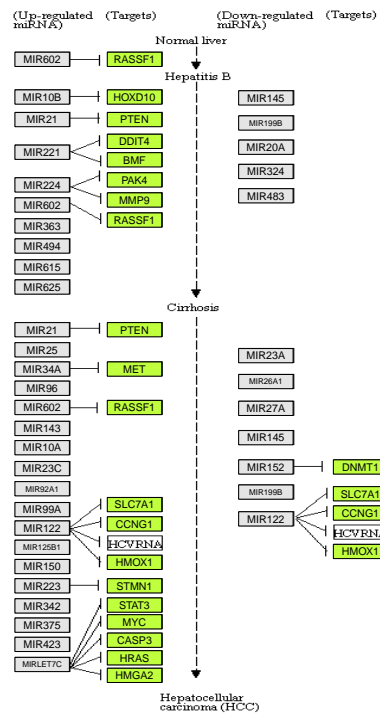 (Up-regulated miRNA) (Targets) (Down-regulated miRNA) (Targets)
Normal liver
MIR602 RASSF1
Hepatitis B
MIR10B HOXD10 MIR145
MIR21 PTEN MIR199B
MIR221 DDIT4 MIR20A
BMF
MIR224 PAK4 MIR324
MIR602 MMP9 MIR483
RASSF1
MIR363
MIR494
MIR615
MIR625
Cirrhosis
MIR21 PTEN
MIR25 MIR23A
MIR34A MET
MIR96 MIR26A1
MIR602 RASSF1 MIR27A
MIR143
MIR10A MIR145
MIR23C MIR152 DNMT1
MIR92A1 MIR199B SLC7A1
MIR99A SLC7A1
MIR122 CCNG1 MIR122 CCNG1
MIR125B1 HCVRNA HCVRNA
MIR150 HMOX1 HMOX1
MIR223 STMN1
MIR342 STAT3
MIR375 MYC
MIR423 CASP3
MIRLET7C HRAS
HMGA2
Hepatocellular
carcinoma (HCC)